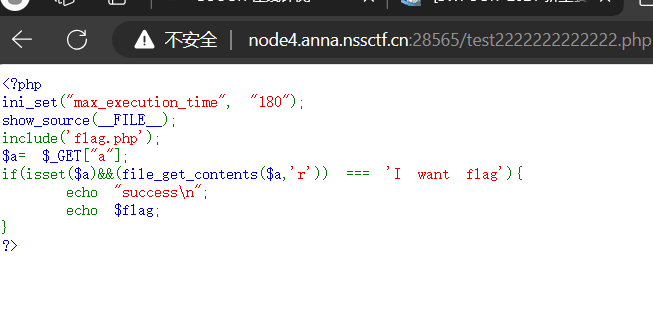 不安全 node4.anna.nssctf.cn:28565/test2222222222222.php
<?php
ini_set("max_execution_time", "180");
show_source(__FILE__);
include('flag.php');
$a= $_GET["a"];
if(isset($a)&&(file_get_contents($a,'r')) === 'I want flag'){
        echo "success\n";
        echo $flag;
}
?>